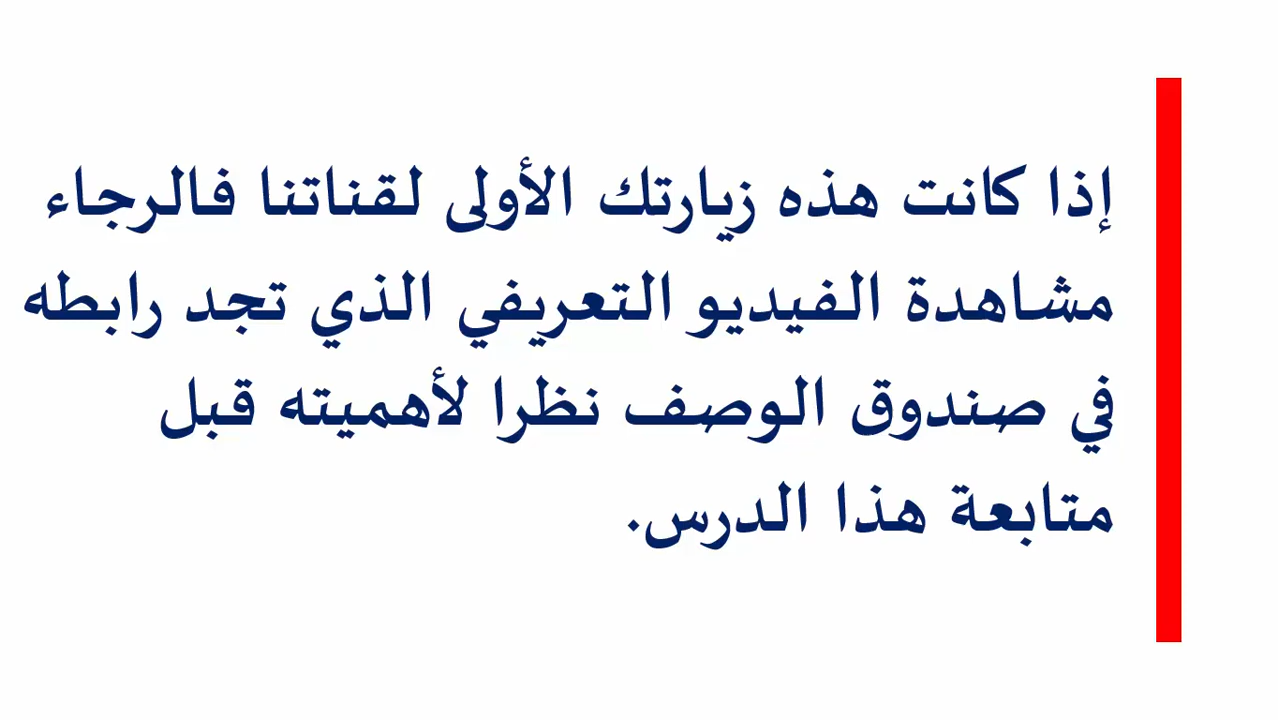 إذا كانت هذه زيارتك الأولى لقناتنا فالرجاء
مشاهدة الفيديو التعريفي الذي تجد رابطه
في صندوق الوصف نظرا لأهميته قبل
متابعة هذا الدرس.